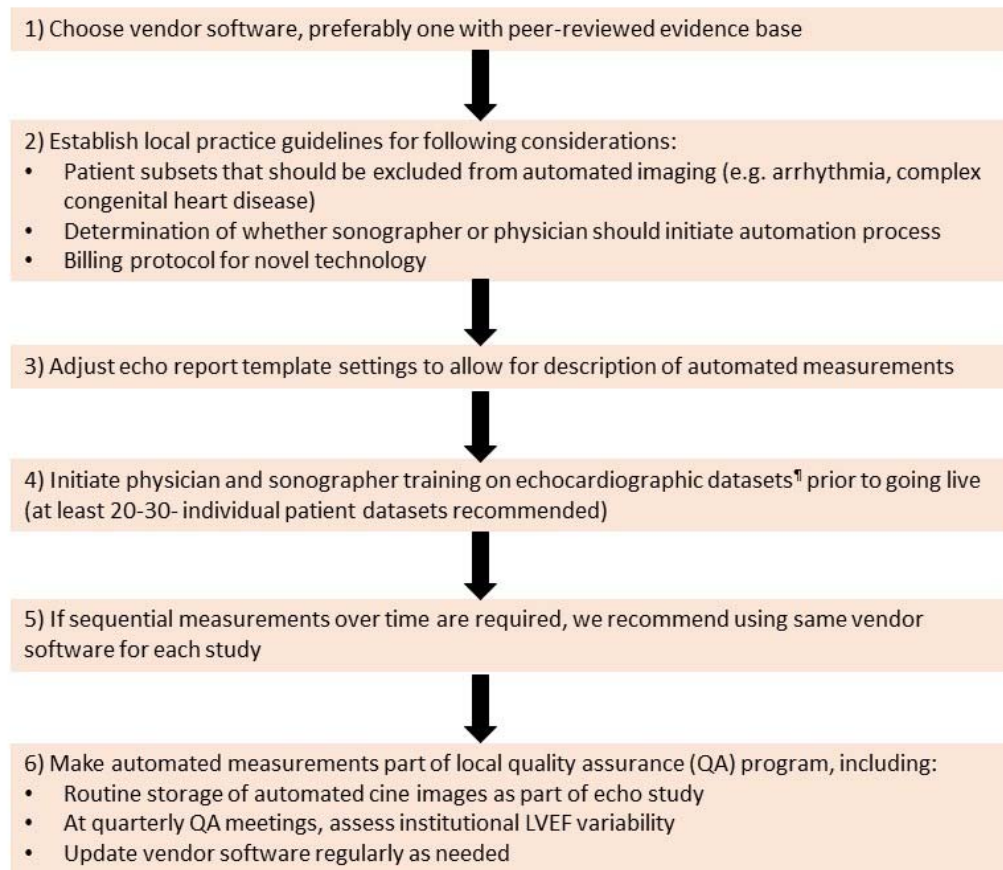 1) Choose vendor software, preferably one with peer-reviewed evidence base
2) Establish local practice guidelines for following considerations:
• Patient subsets that should be excluded from automated imaging (e.g. arrhythmia, complex
congenital heart disease)
• Determination of whether sonographer or physician should initiate automation process
• Billing protocol for novel technology
3) Adjust echo report template settings to allow for description of automated measurements
4) Initiate physician and sonographer training on echocardiographic datasets¶ prior to going live
(at least 20-30- individual patient datasets recommended)
5) If sequential measurements over time are required, we recommend using same vendor
software for each study
6) Make automated measurements part of local quality assurance (QA) program, including:
• Routine storage of automated cine images as part of echo study
• At quarterly QA meetings, assess institutional LVEF variability
• Update vendor software regularly as needed